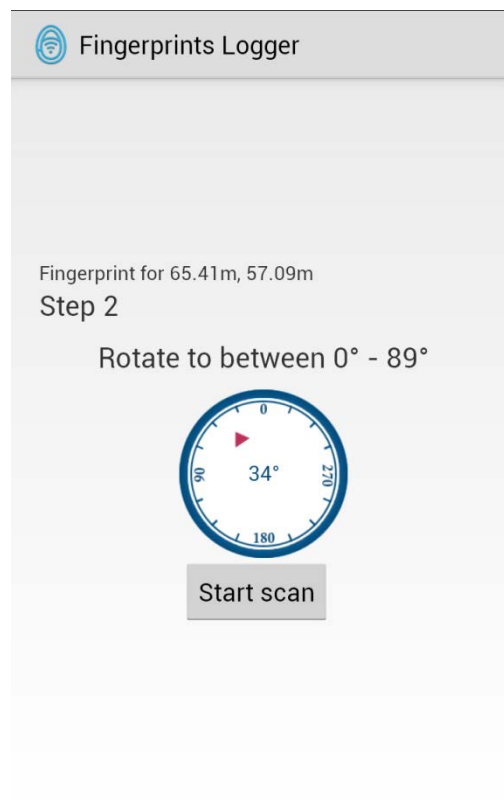 Fingerprints Logger
Fingerprint for 65.41m, 57.09m
Step 2
Rotate to between 0° - 89°
0
90
34°
270
180
Start scan